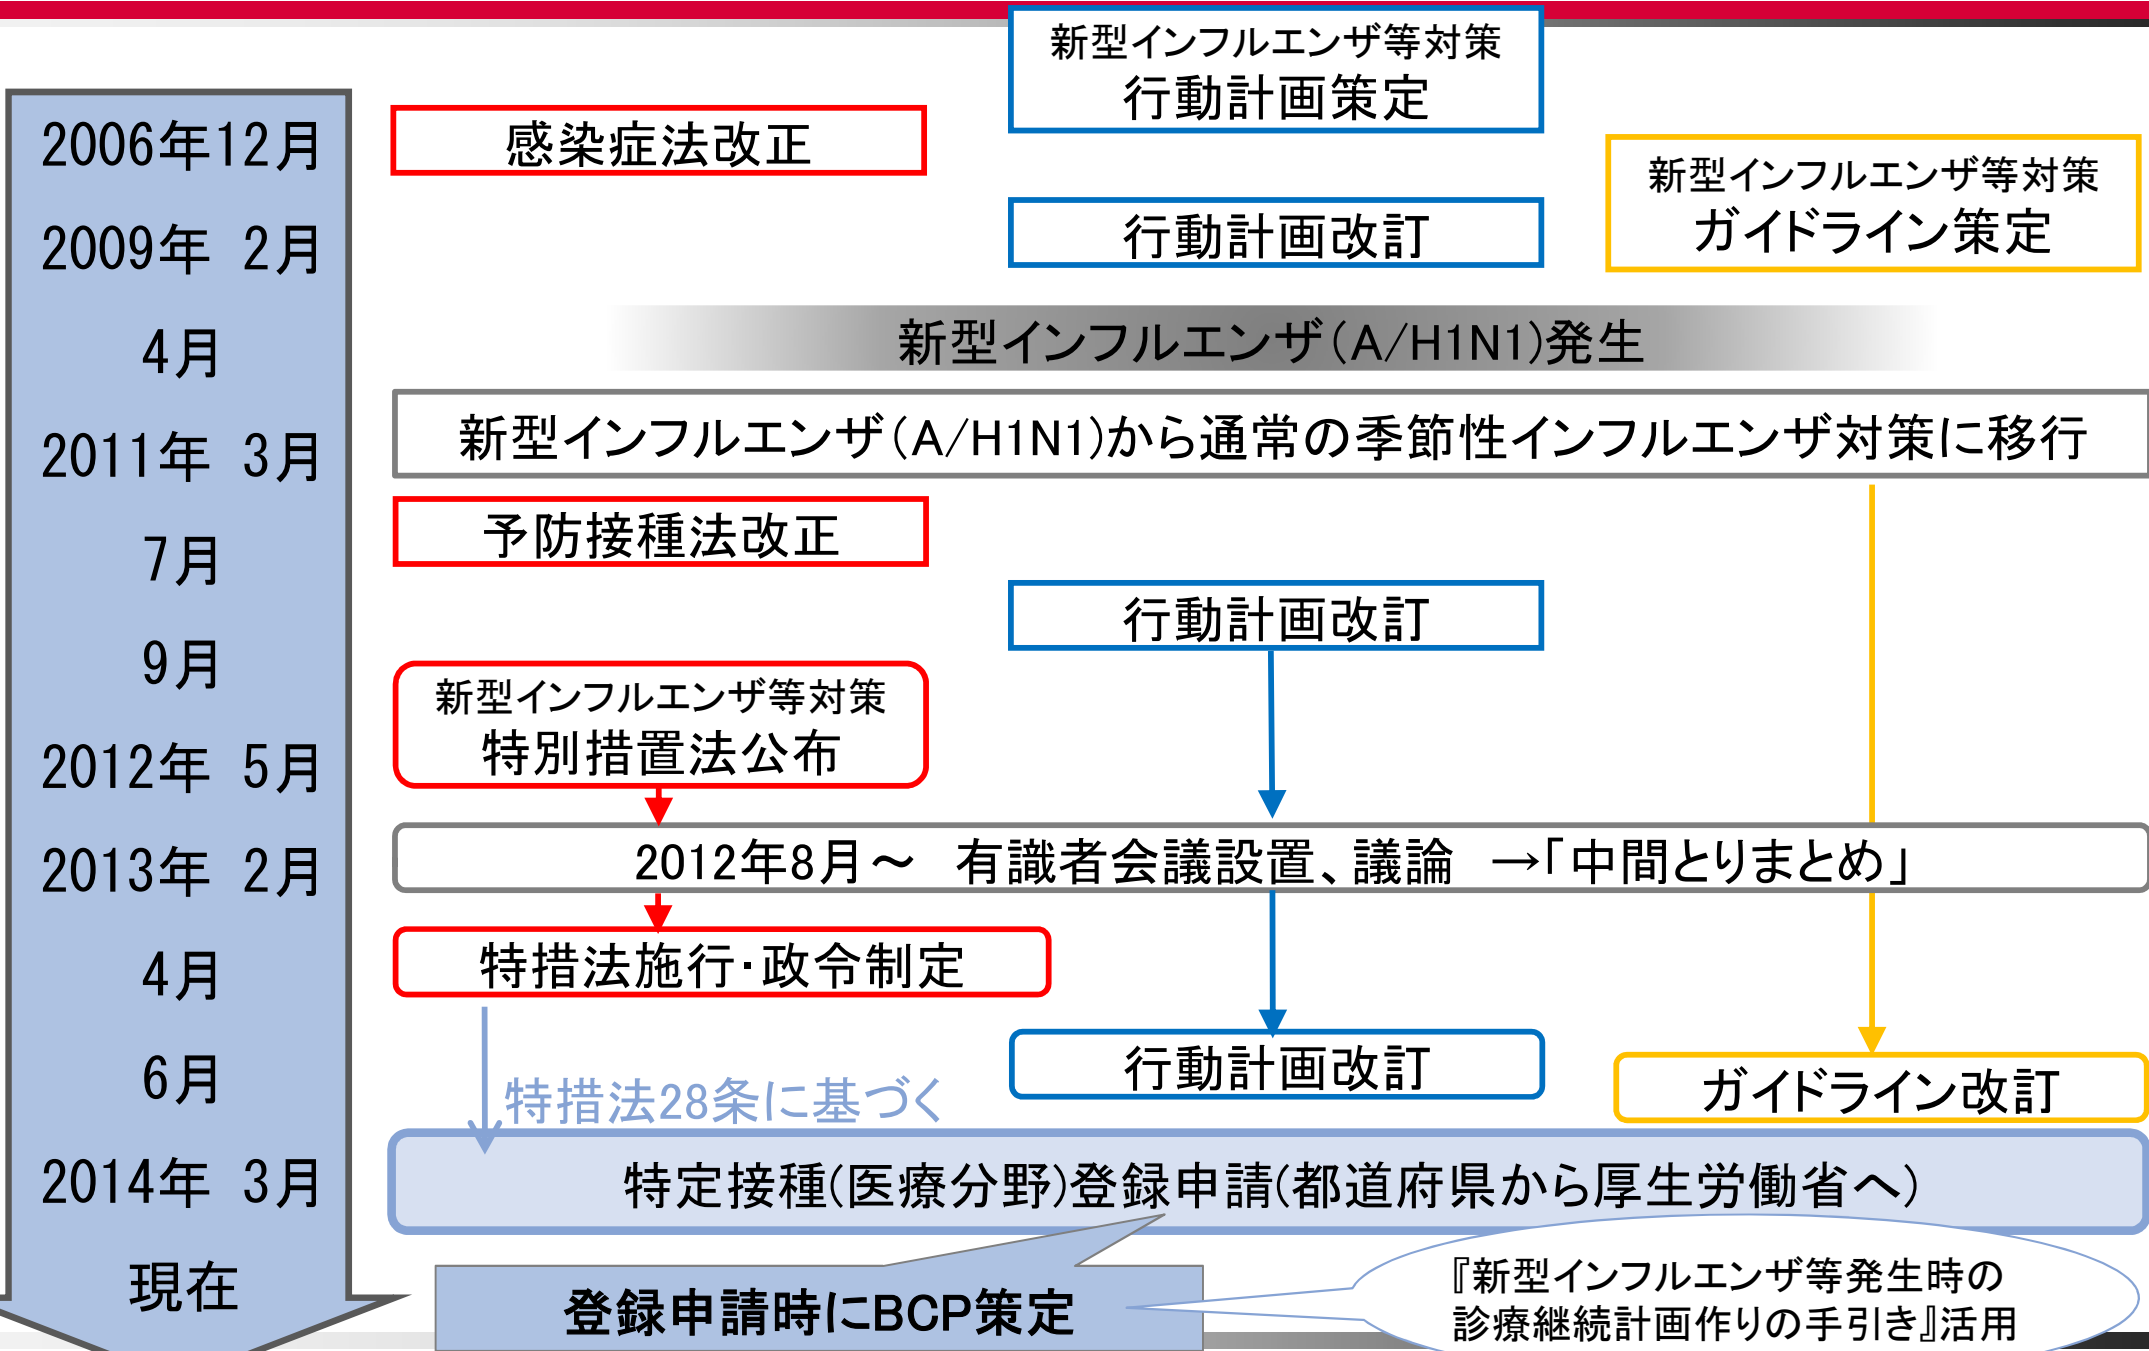 新型インフルエンザ等対策
行動計画策定
2006年12月
感染症法改正
新型インフルエンザ等対策
ガイドライン策定
2009年 2月
行動計画改訂
4月
新型インフルエンザ(A/H1N1)発生
2011年 3月
新型インフルエンザ(A/H1N1)から通常の季節性インフルエンザ対策に移行
7月
予防接種法改正
9月
行動計画改訂
2012年 5月
新型インフルエンザ等対策
特別措置法公布
2013年 2月
2012年8月～ 有識者会議設置、議論 →「中間とりまとめ」
4月
特措法施行・政令制定
6月
行動計画改訂
ガイドライン改訂
特措法28条に基づく
2014年 3月
特定接種(医療分野)登録申請(都道府県から厚生労働省へ)
現在
登録申請時にBCP策定
『新型インフルエンザ等発生時の
診療継続計画作りの手引き』活用